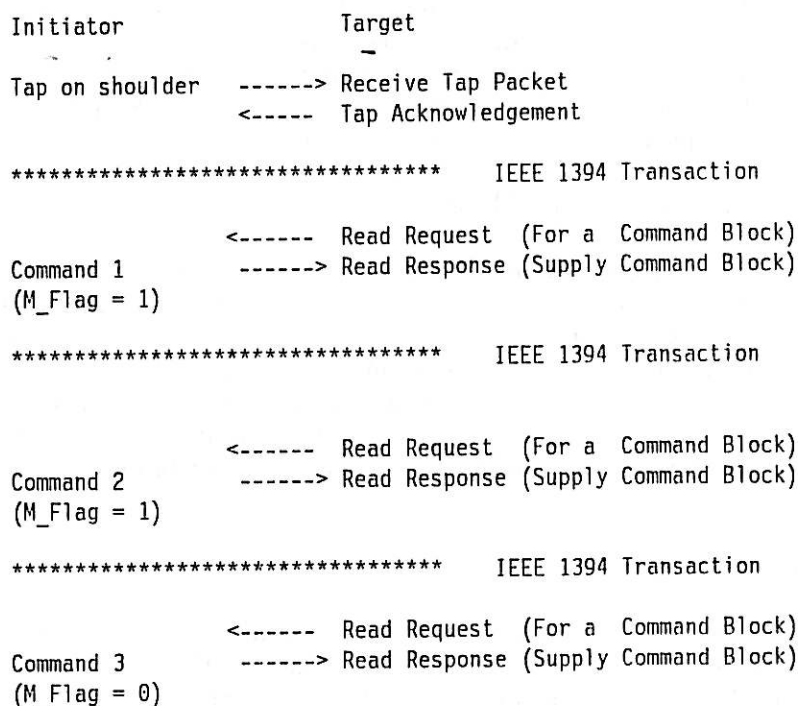 Initiator Target
Tap on shoulder ------> Receive Tap Packet
<----- Tap Acknowledgement
********************************** IEEE 1394 Transaction
<------ Read Request (For a Command Block)
Command 1 ------> Read Response (Supply Command Block)
(M_Flag = 1)
********************************** IEEE 1394 Transaction
<------ Read Request (For a Command Block)
Command 2 ------> Read Response (Supply Command Block)
(M_Flag = 1)
********************************** IEEE 1394 Transaction
<------ Read Request (For a Command Block)
Command 3 ------> Read Response (Supply Command Block)
(M Flag = 0)